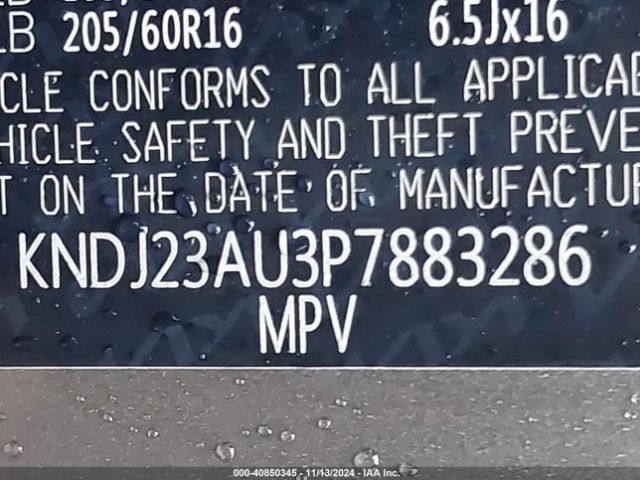 LB 205/60R16 6.5Jx16
CLE CONFORMS TO ALL APPLICAB
HICLE SAFETY AND THEFT PREVE
T ON THE DATE OF MANUFACTUR
KNDJ23AU3P7883286
MPV
000-40850345 - 11/13/2024 - IAA Inc.